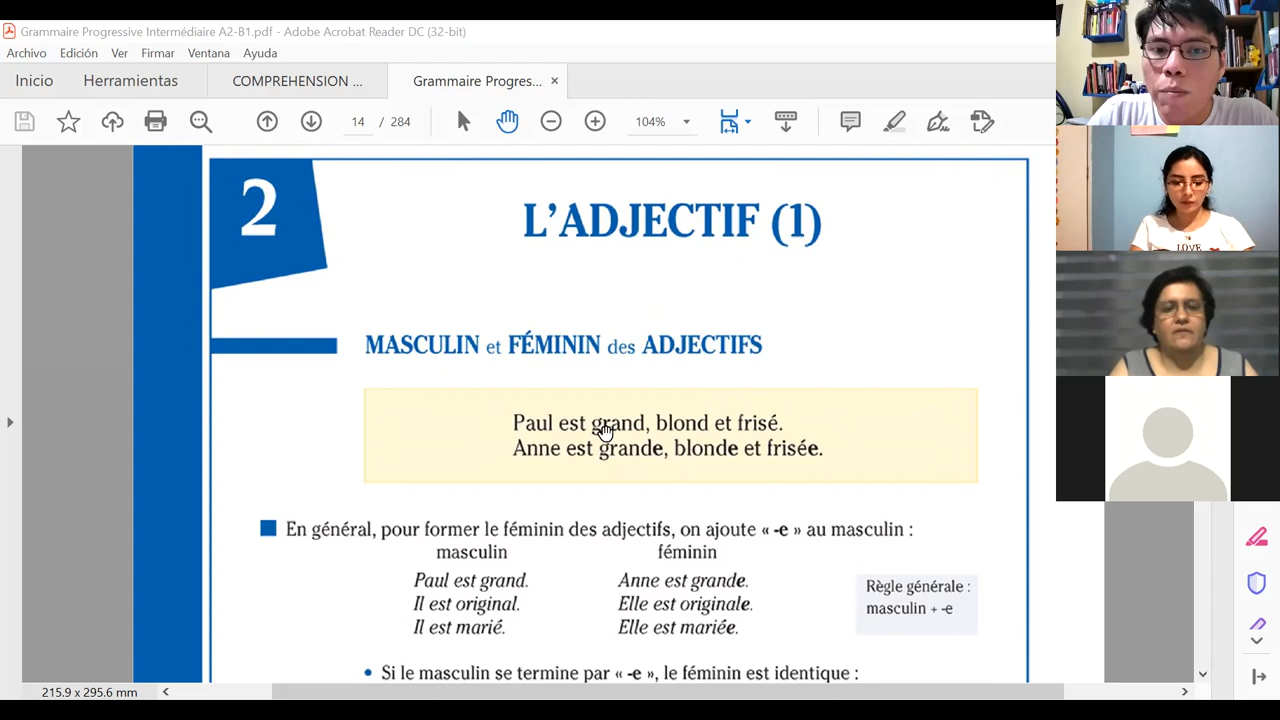 Grammaire Progressive Intermédiaire A2-B1.pdf - Adobe Acrobat Reader DC (32-bit)
Archivo Edición Ver Firmar Ventana Ayuda
Inicio Herramientas COMPREHENSION ... Grammaire Progres... ×
14 / 284 104%
2
L'ADJECTIF (1)
MASCULIN et FÉMININ des ADJECTIFS
Paul est grand, blond et frisé.
Anne est grande, blonde et frisée.
En général, pour former le féminin des adjectifs, on ajoute « -e » au masculin :
masculin féminin
Paul est grand. Anne est grande.
Il est original. Elle est originale.
Il est marié. Elle est mariée.
Règle générale :
masculin + -e
• Si le masculin se termine par « -e », le féminin est identique :
215.9 x 295.6 mm
LOVE